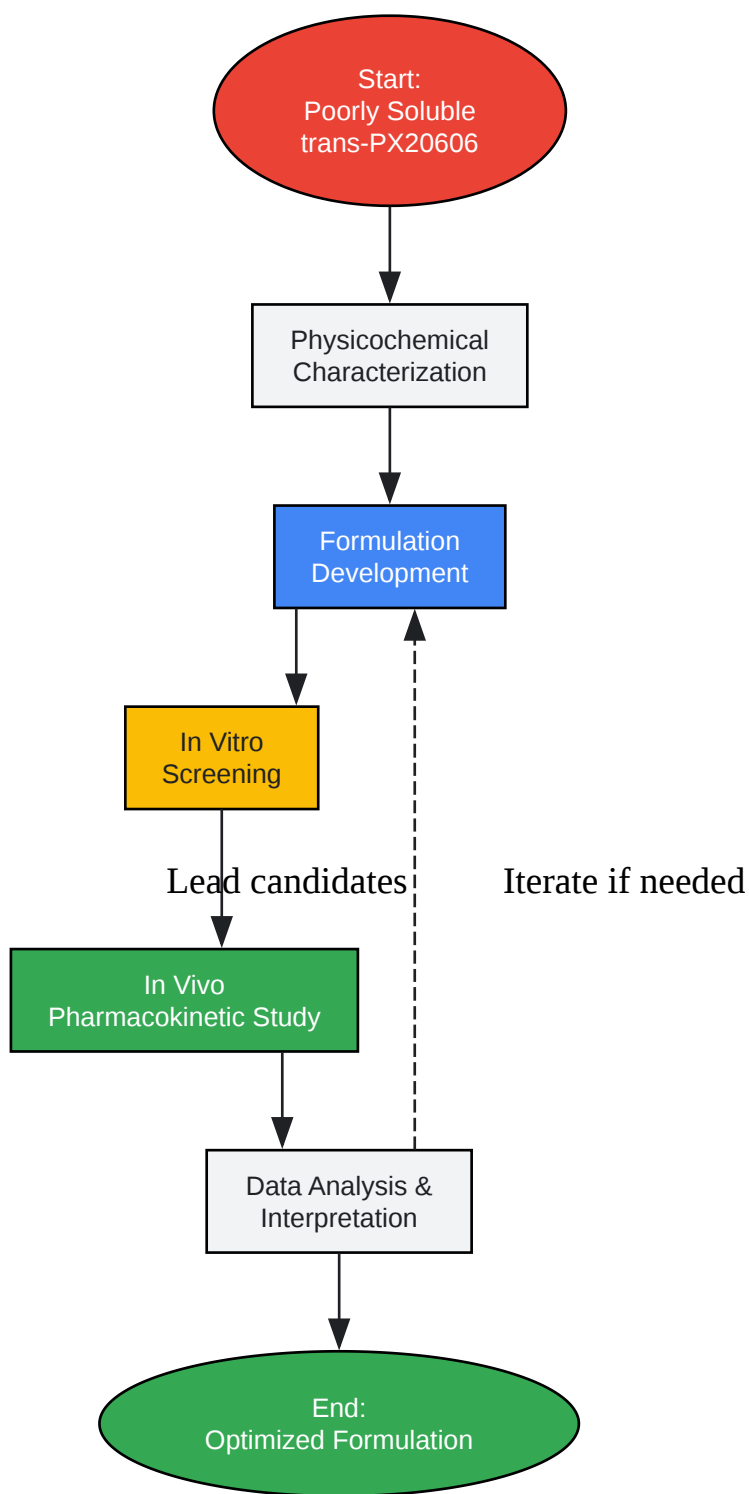 Start:
Poorly Soluble
trans-PX20606
Physicochemical
Characterization
Formulation
Development
In Vitro
Screening
Lead candidates
Iterate if needed
In Vivo
Pharmacokinetic Study
Data Analysis &
Interpretation
End:
Optimized Formulation